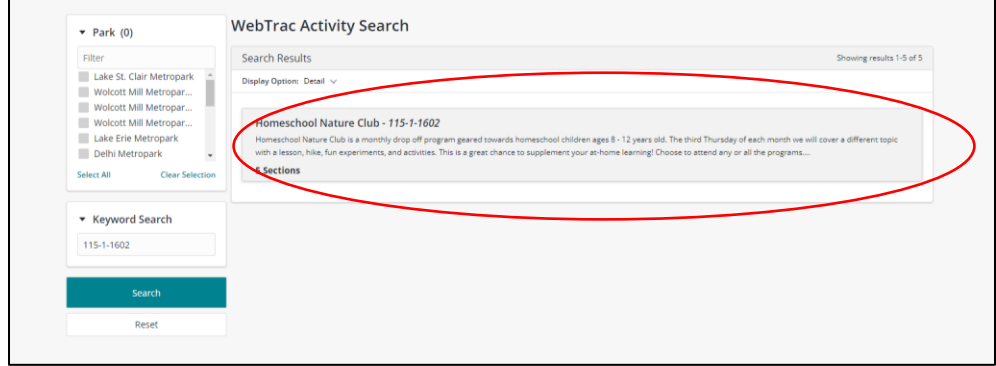 Park (0)
Filter
Lake St. Clair Metropark
Wolcott Mill Metropar...
Wolcott Mill Metropar...
Wolcott Mill Metropar...
Lake Erie Metropark
Delhi Metropark
Select All Clear Selection
Keyword Search
115-1-1602
Search
Reset
WebTrac Activity Search
Search Results Showing results 1-5 of 5
Display Option: Detail
Homeschool Nature Club - 115-1-1602
Homeschool Nature Club is a monthly drop off program geared towards homeschool children ages 8 - 12 years old. The third Thursday of each month we will cover a different topic
with a lesson, hike, fun experiments, and activities. This is a great chance to supplement your at-home learning! Choose to attend any or all the programs....
5 Sections